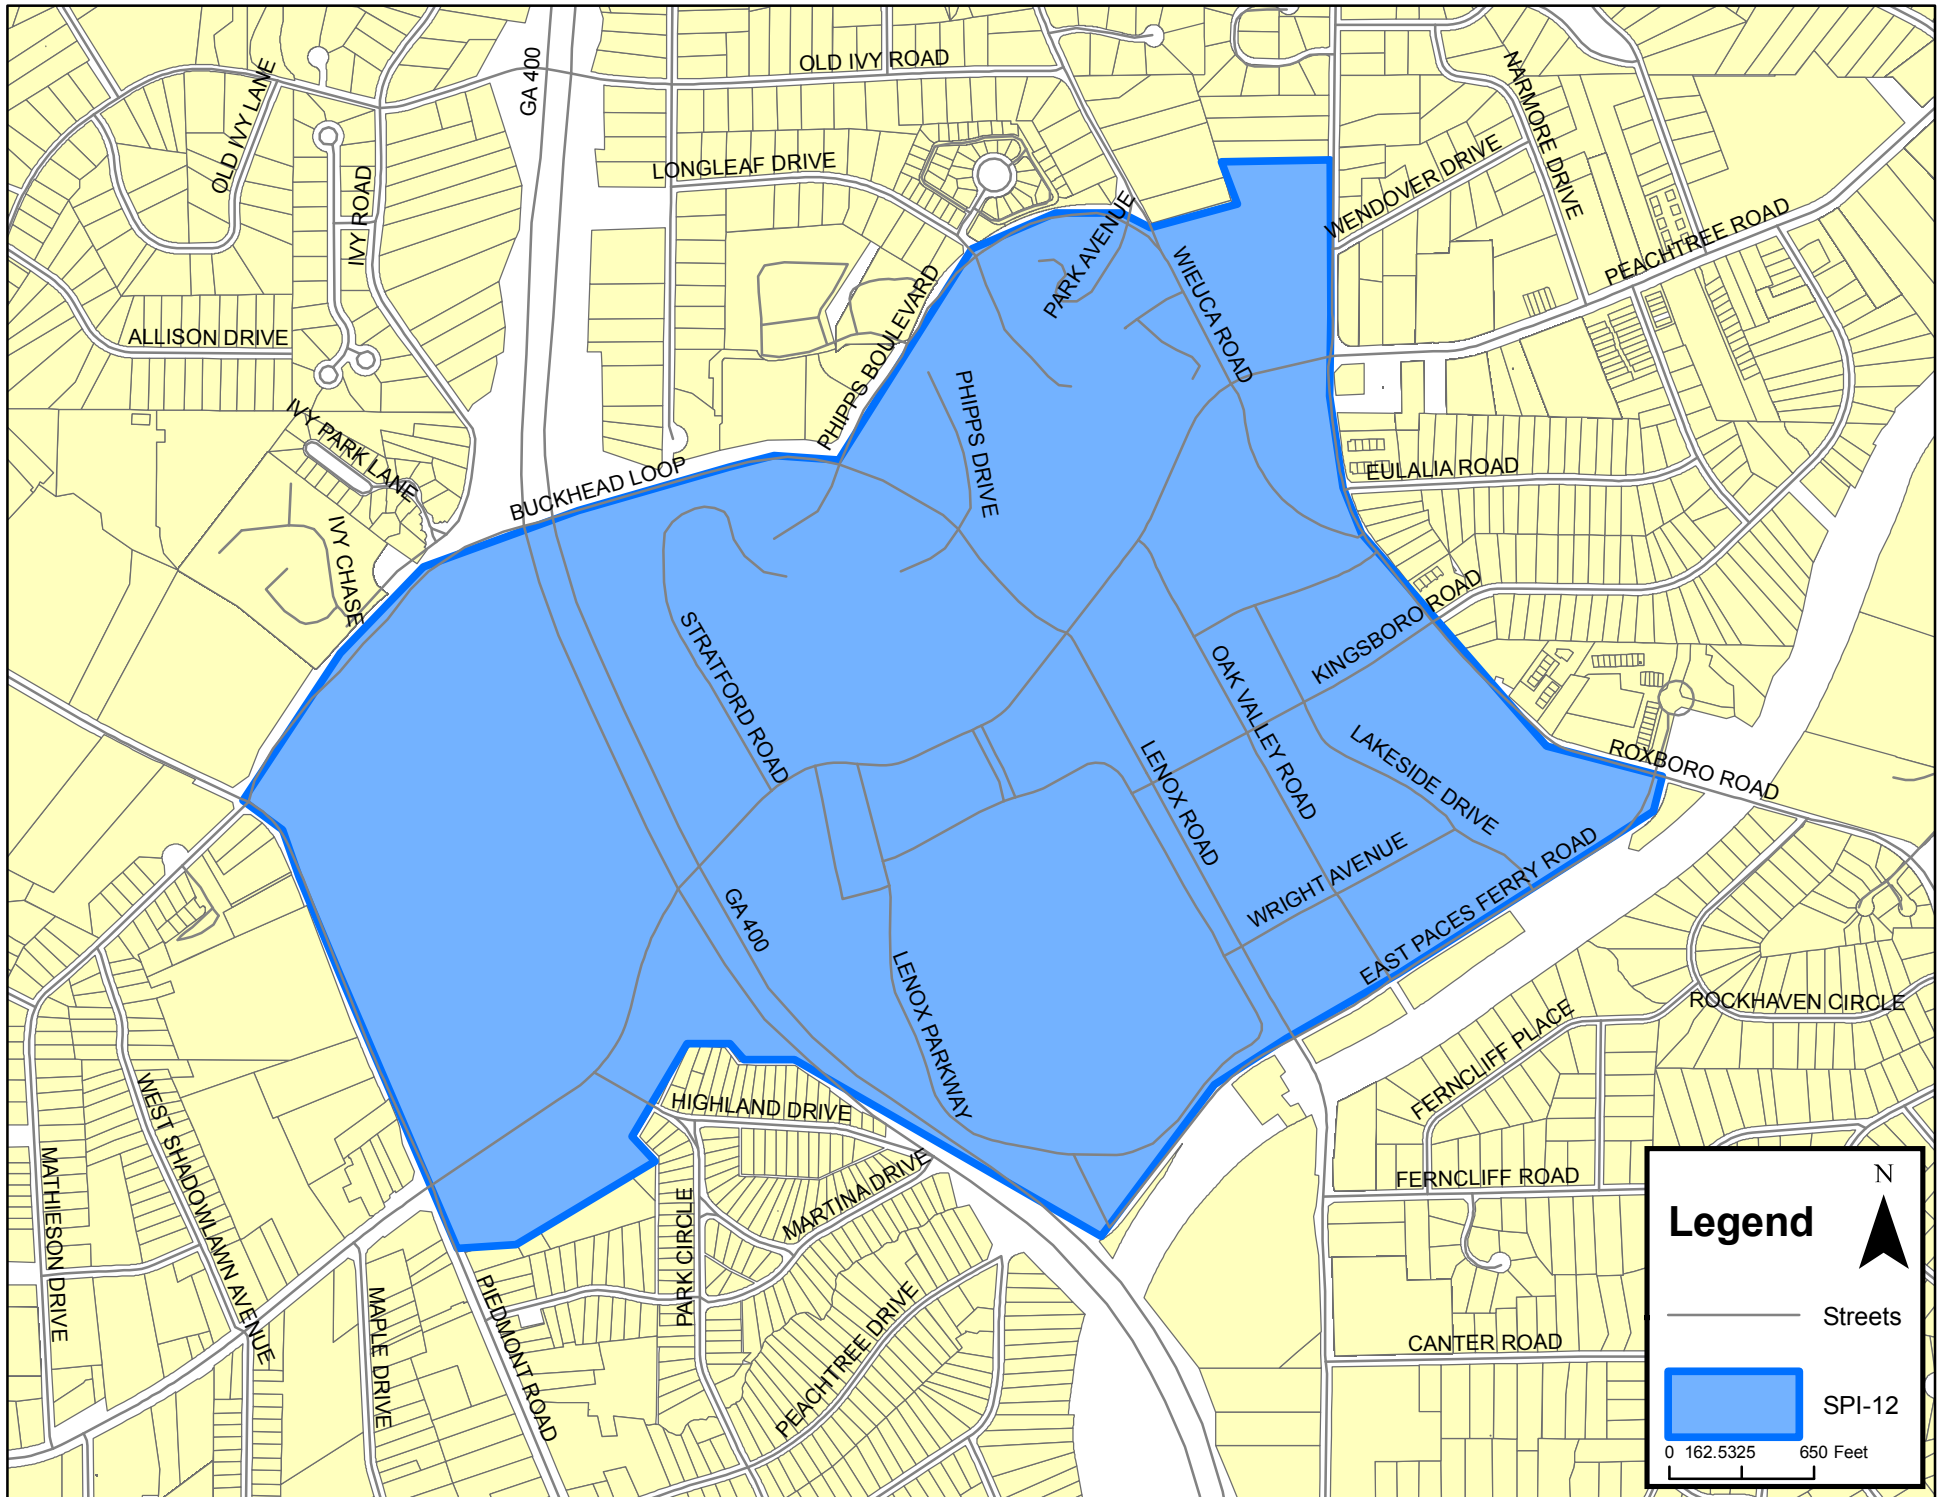 OLD IVY ROAD
GA 400
OLD IVY LANE
NARMORE DRIVE
LONGLEAF DRIVE
WENDOVER DRIVE
IVY ROAD
PARK AVENUE
PEACHTREE ROAD
WIEUCA ROAD
ALLISON DRIVE
PHIPPS BOULEVARD
PHIPPS DRIVE
IVY PARK LANE
BUCKHEAD LOOP
EULALIA ROAD
IVY CHASE
KINGSBORO ROAD
STRATFORD ROAD
OAK VALLEY ROAD
LAKESIDE DRIVE
LENOX ROAD
ROXBORO ROAD
WRIGHT AVENUE
EAST PACES FERRY ROAD
GA 400
LENOX PARKWAY
ROCKHAVEN CIRCLE
FERNCLIFF PLACE
HIGHLAND DRIVE
WEST SHADOWLAWN AVENUE
MATHIESON DRIVE
MARTINA DRIVE
PARK CIRCLE
FERNCLIFF ROAD
MAPLE DRIVE
PIEDMONT ROAD
PEACHTREE DRIVE
CANTER ROAD
N
Legend
Streets
SPI-12
0 162.5325 650 Feet